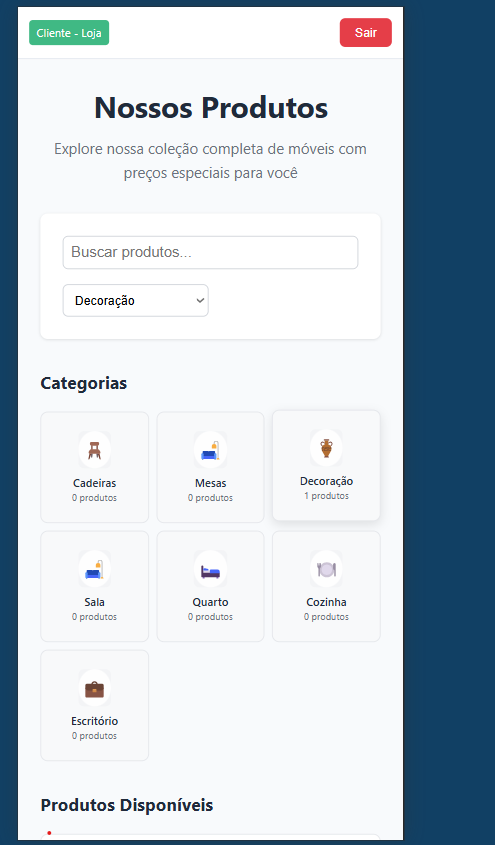 Cliente - Loja
Sair
Nossos Produtos
Explore nossa coleção completa de móveis com
preços especiais para você
Buscar produtos...
Decoração
Categorias
Cadeiras
0 produtos
Mesas
0 produtos
Decoração
1 produtos
Sala
0 produtos
Quarto
0 produtos
Cozinha
0 produtos
Escritório
0 produtos
Produtos Disponíveis